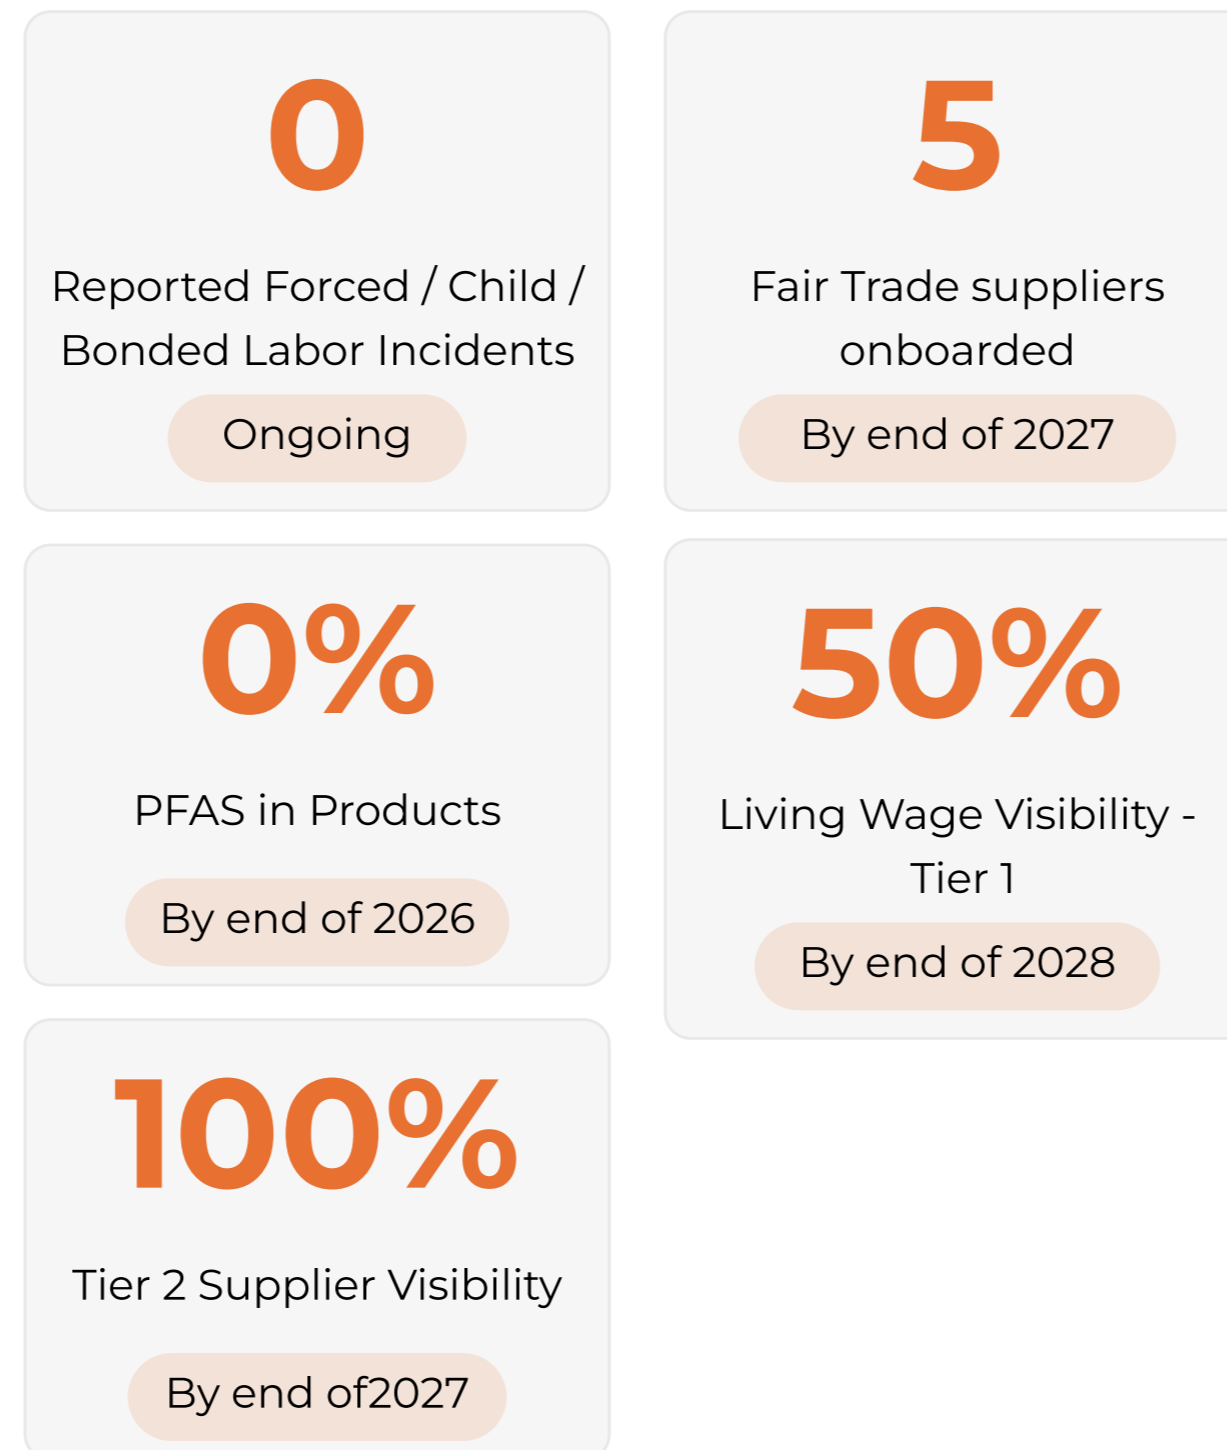 0
Reported Forced / Child /
Bonded Labor Incidents
Ongoing
5
Fair Trade suppliers
onboarded
By end of 2027
0%
PFAS in Products
By end of 2026
50%
Living Wage Visibility -
Tier 1
By end of 2028
100%
Tier 2 Supplier Visibility
By end of2027